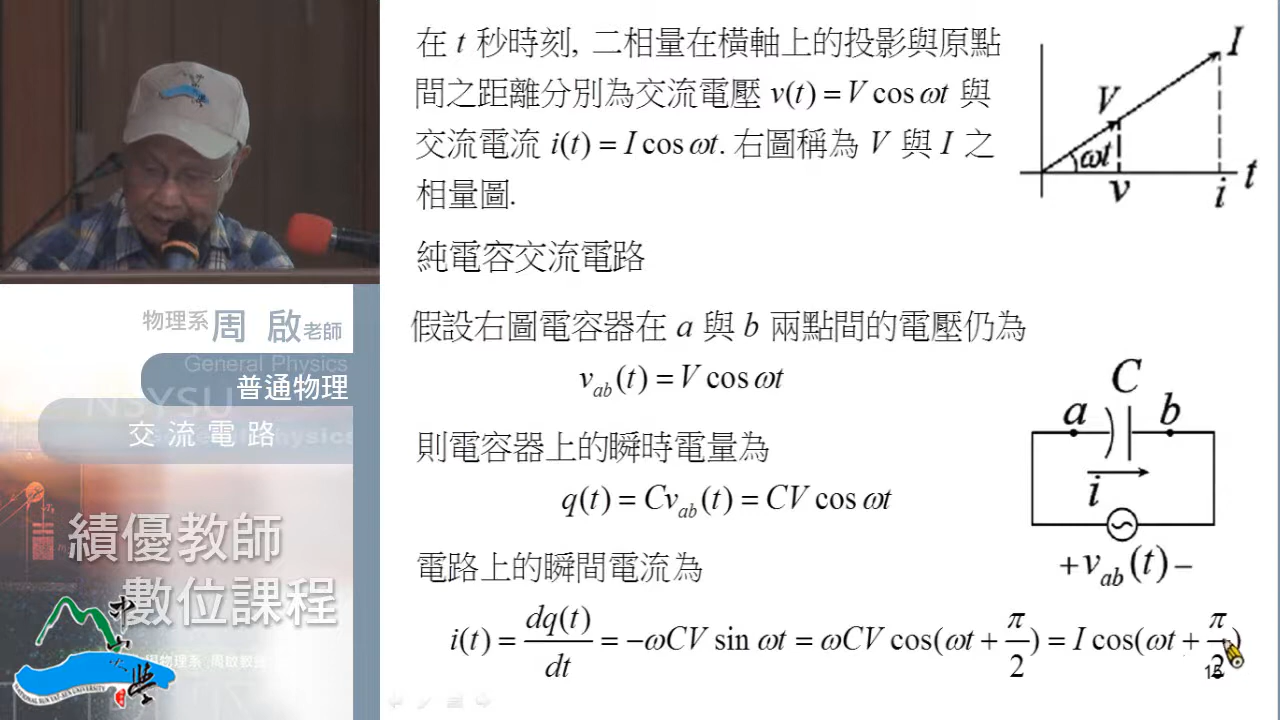 在 t 秒時刻, 二相量在橫軸上的投影與原點
間之距離分別為交流電壓 v(t) = V cos ωt 與
交流電流 i(t) = I cos ωt. 右圖稱為 V 與 I 之
相量圖.
I
V
ωt
v
i
t
純電容交流電路
假設右圖電容器在 a 與 b 兩點間的電壓仍為
v_ab(t) = V cos ωt
則電容器上的瞬時電量為
q(t) = Cv_ab(t) = CV cos ωt
電路上的瞬間電流為
i(t) = dq(t)/dt = −ωCV sin ωt = ωCV cos(ωt + π/2) = I cos(ωt + π/2)
C
a
b
i
+ v_ab(t) −
15
物理系 周 啟 老師
General Physics
普通物理
NSYSU
交流電路
績優教師
數位課程